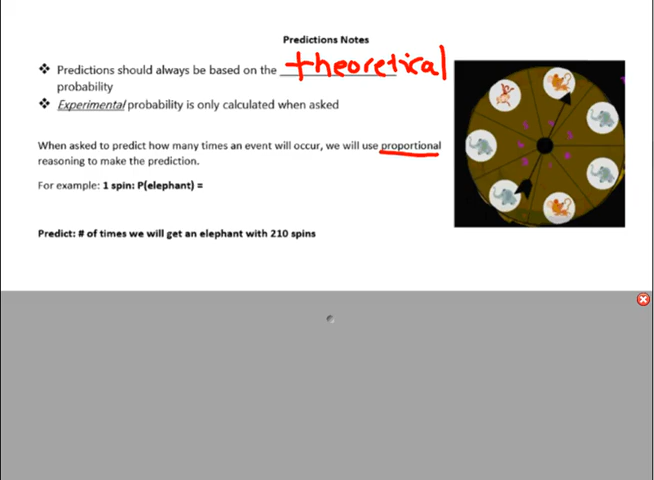 Predictions Notes
❖ Predictions should always be based on the theoretical
probability
❖ Experimental probability is only calculated when asked
When asked to predict how many times an event will occur, we will use proportional
reasoning to make the prediction.
For example: 1 spin: P(elephant) =
Predict: # of times we will get an elephant with 210 spins